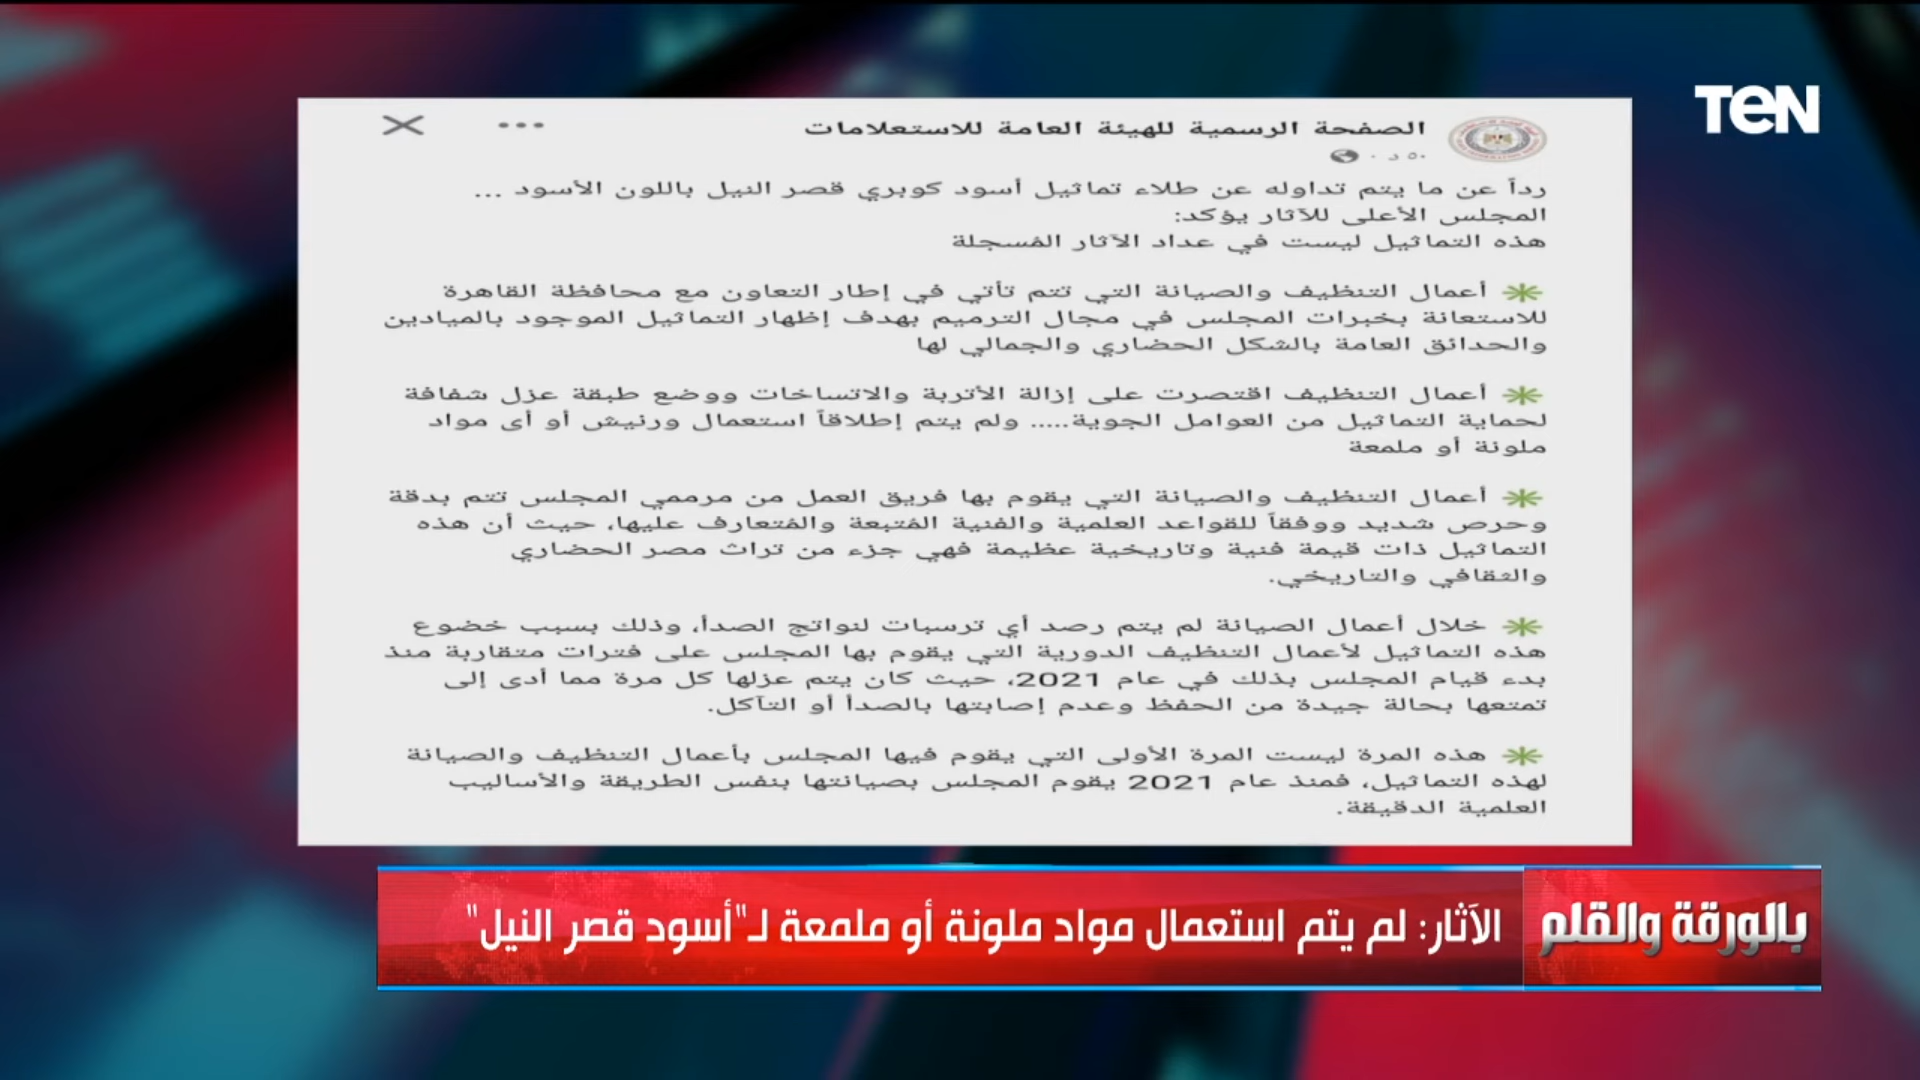 TEN
الصفحة الرسمية للهيئة العامة للاستعلامات
٥٠ د ·
رداً عن ما يتم تداوله عن طلاء تماثيل أسود كوبري قصر النيل باللون الأسود ...
المجلس الأعلى للآثار يؤكد:
هذه التماثيل ليست في عداد الآثار المُسجلة
أعمال التنظيف والصيانة التي تتم تأتي في إطار التعاون مع محافظة القاهرة
للاستعانة بخبرات المجلس في مجال الترميم بهدف إظهار التماثيل الموجود بالميادين
والحدائق العامة بالشكل الحضاري والجمالي لها
أعمال التنظيف اقتصرت على إزالة الأتربة والاتساخات ووضع طبقة عزل شفافة
لحماية التماثيل من العوامل الجوية..... ولم يتم إطلاقاً استعمال ورنيش أو أى مواد
ملونة أو ملمعة
أعمال التنظيف والصيانة التي يقوم بها فريق العمل من مرممي المجلس تتم بدقة
وحرص شديد ووفقاً للقواعد العلمية والفنية المُتبعة والمُتعارف عليها، حيث أن هذه
التماثيل ذات قيمة فنية وتاريخية عظيمة فهي جزء من تراث مصر الحضاري
والثقافي والتاريخي.
خلال أعمال الصيانة لم يتم رصد أي ترسبات لنواتج الصدأ، وذلك بسبب خضوع
هذه التماثيل لأعمال التنظيف الدورية التي يقوم بها المجلس على فترات متقاربة منذ
بدء قيام المجلس بذلك في عام 2021، حيث كان يتم عزلها كل مرة مما أدى إلى
تمتعها بحالة جيدة من الحفظ وعدم إصابتها بالصدأ أو التآكل.
هذه المرة ليست المرة الأولى التي يقوم فيها المجلس بأعمال التنظيف والصيانة
لهذه التماثيل، فمنذ عام 2021 يقوم المجلس بصيانتها بنفس الطريقة والأساليب
العلمية الدقيقة.
بالورقة والقلم
الآثار: لم يتم استعمال مواد ملونة أو ملمعة لـ"أسود قصر النيل"